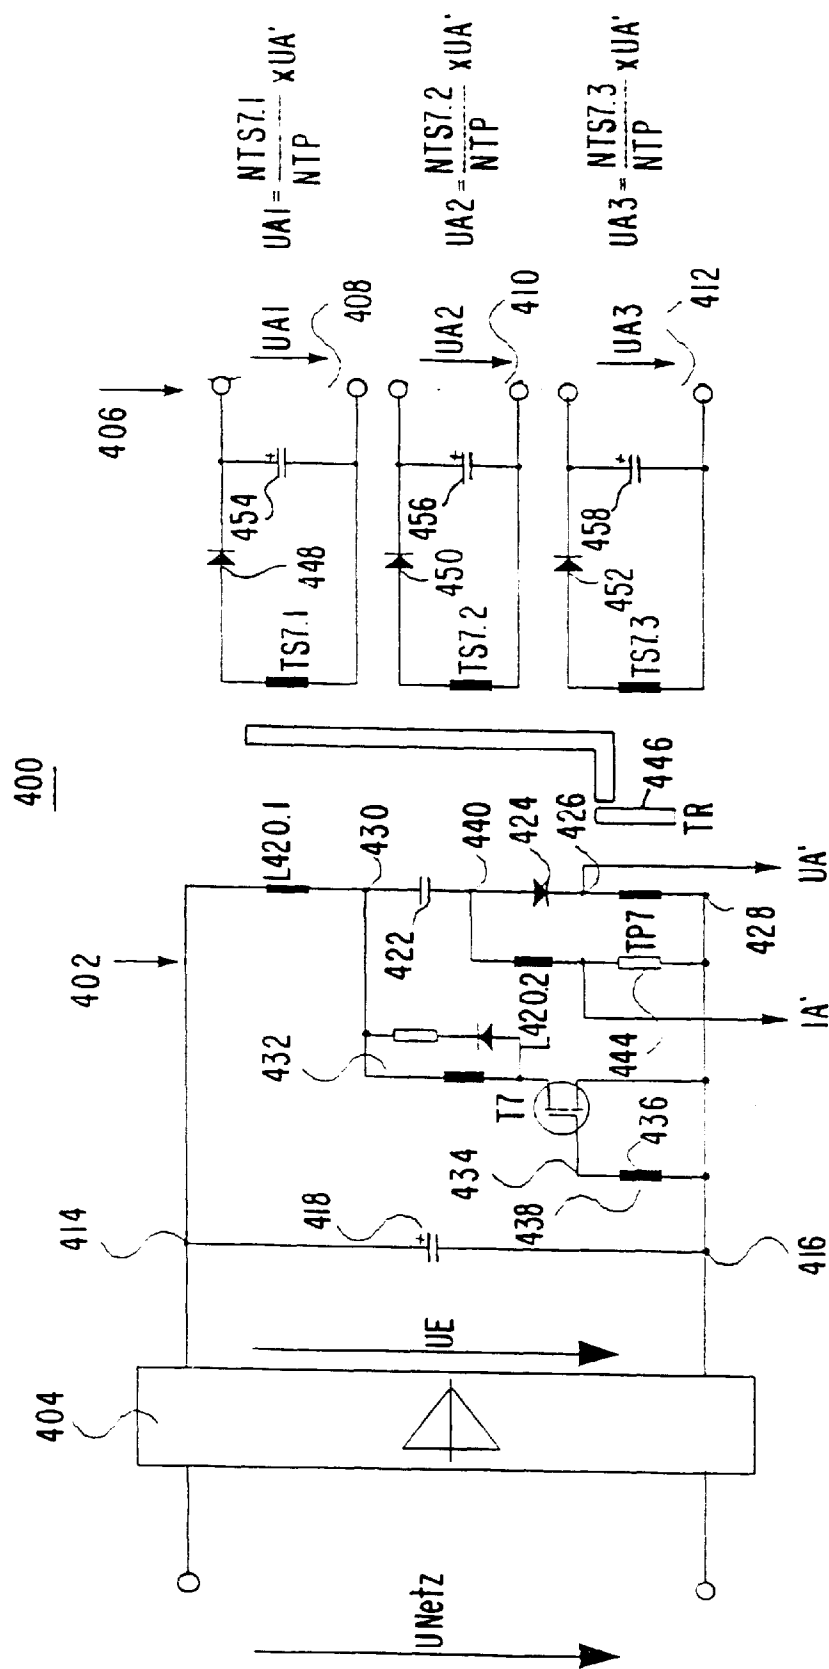 400
402
406
404
414
416
418
UNetz
UE
L420.1
430
432
422
440
424
426
428
T7
434
436
438
L420.2
444
TP7
446
TR
IA'
UA'
TS7.1
448
454
UA1
408
UA1= NTS7.1 xUA'
NTP
TS7.2
450
456
UA2
410
UA2= NTS7.2 xUA'
NTP
TS7.3
452
458
UA3
412
UA3= NTS7.3 xUA'
NTP